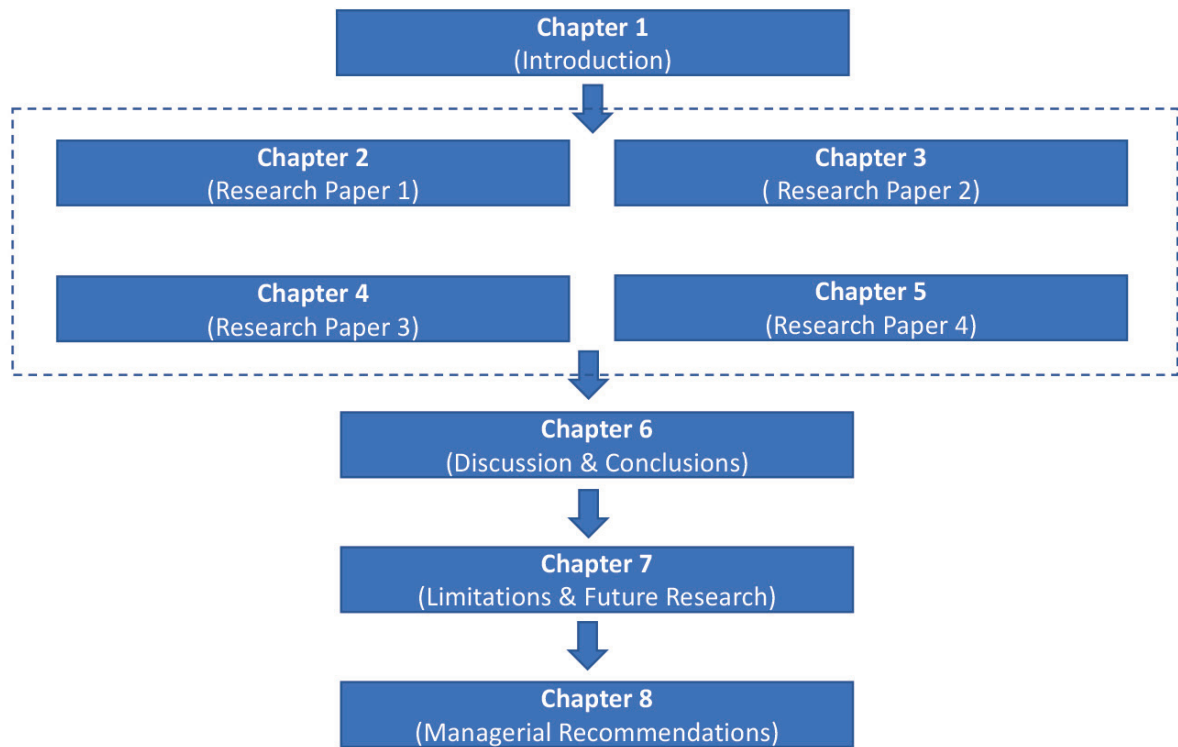 Chapter 1
(Introduction)
Chapter 2
(Research Paper 1)
Chapter 3
( Research Paper 2)
Chapter 4
(Research Paper 3)
Chapter 5
(Research Paper 4)
Chapter 6
(Discussion & Conclusions)
Chapter 7
(Limitations & Future Research)
Chapter 8
(Managerial Recommendations)